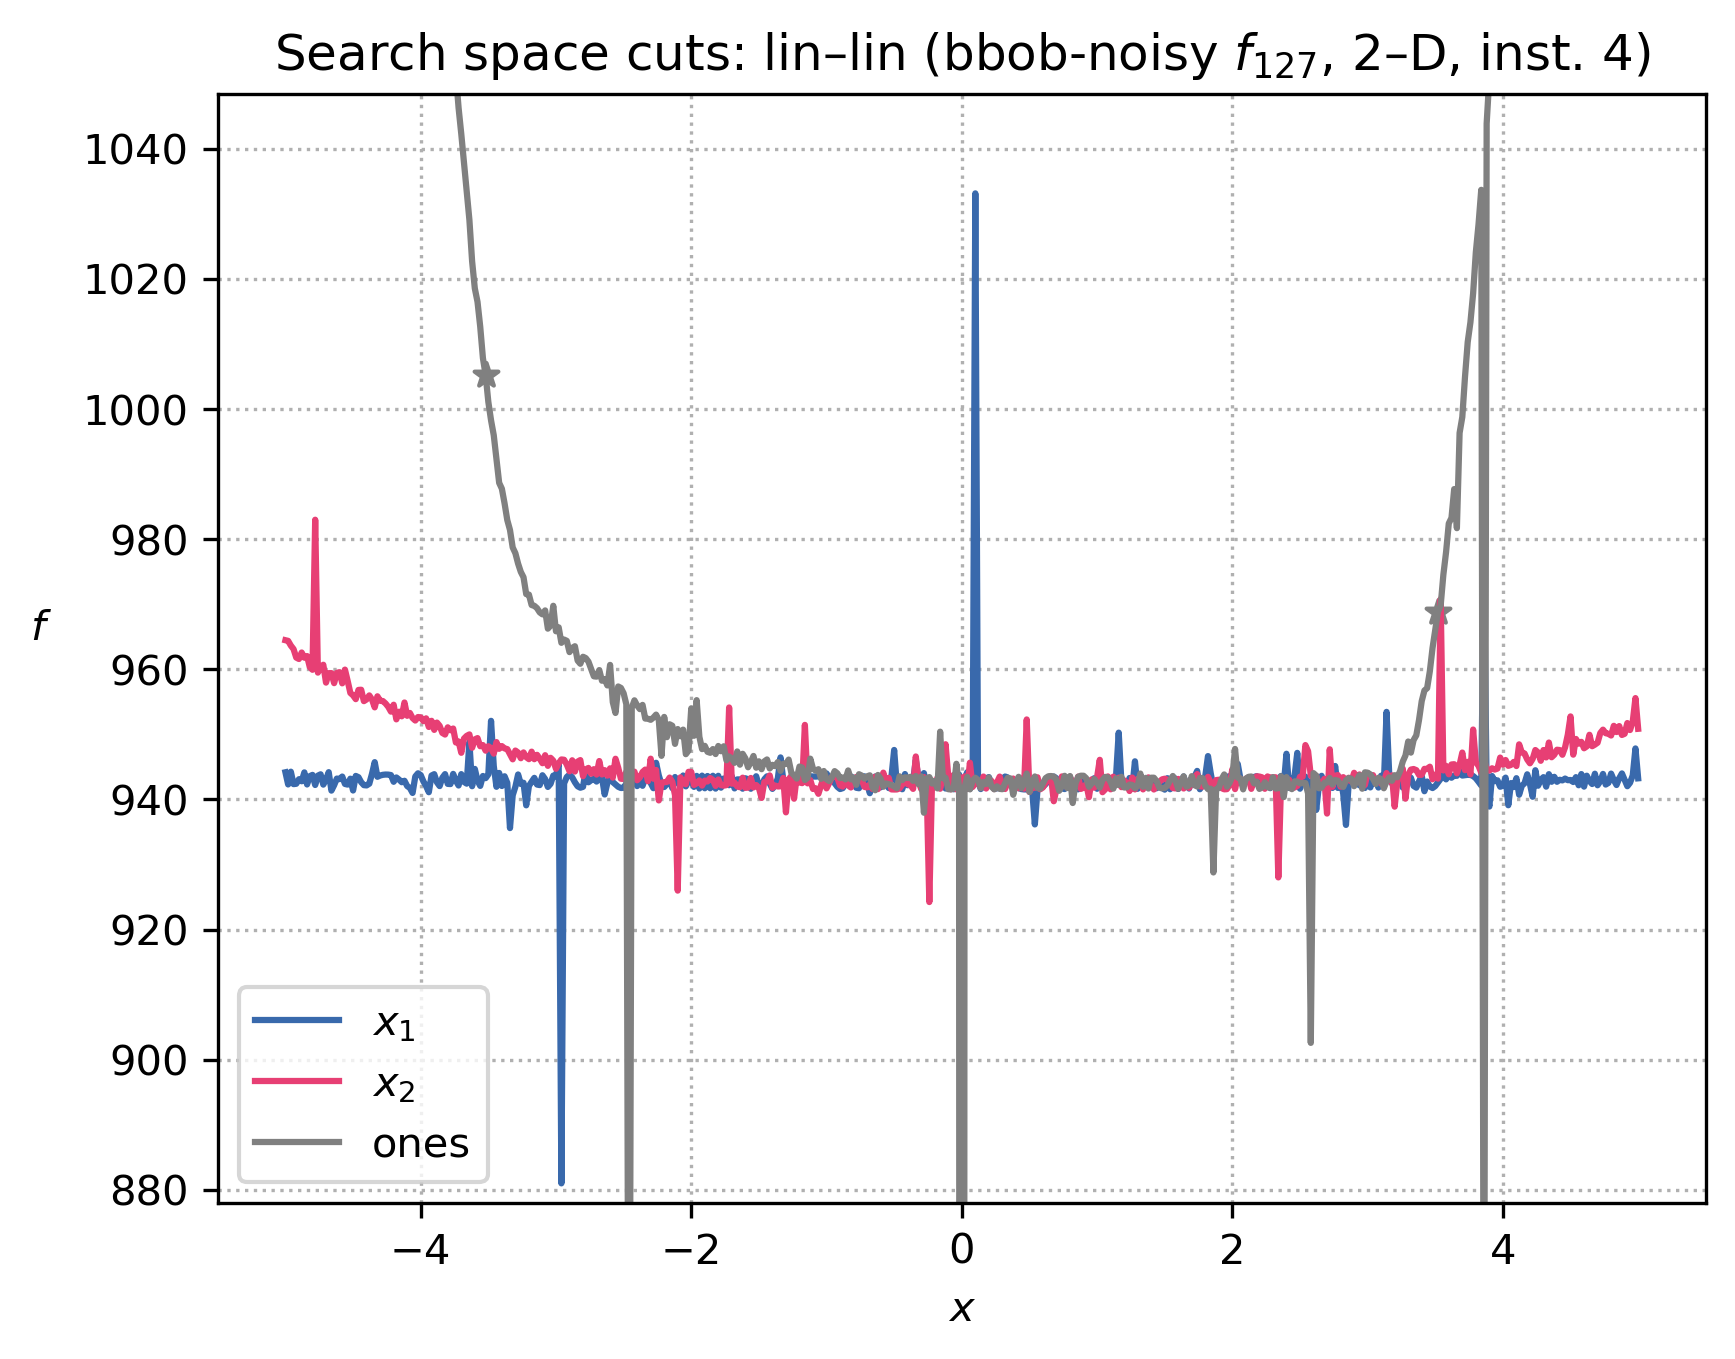 Search space cuts: lin–lin (bbob-noisy f₁₂₇, 2–D, inst. 4)
1040
1020
1000
980
f
960
940
920
900
880
x₁
x₂
ones
−4
−2
0
2
4
x